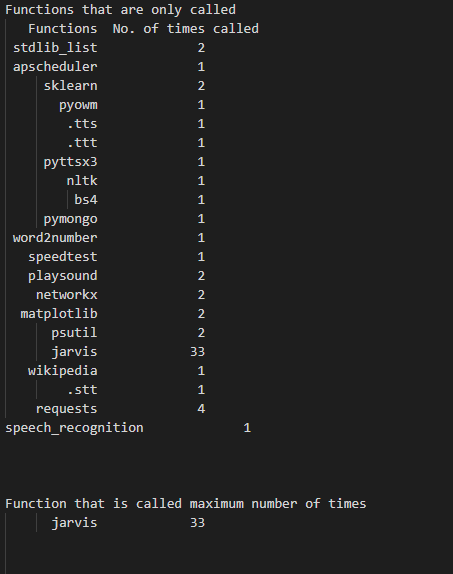 Functions that are only called
Functions No. of times called
stdlib_list 2
apscheduler 1
sklearn 2
pyowm 1
.tts 1
.ttt 1
pyttsx3 1
nltk 1
bs4 1
pymongo 1
word2number 1
speedtest 1
playsound 2
networkx 2
matplotlib 2
psutil 2
jarvis 33
wikipedia 1
.stt 1
requests 4
speech_recognition 1
Function that is called maximum number of times
jarvis 33